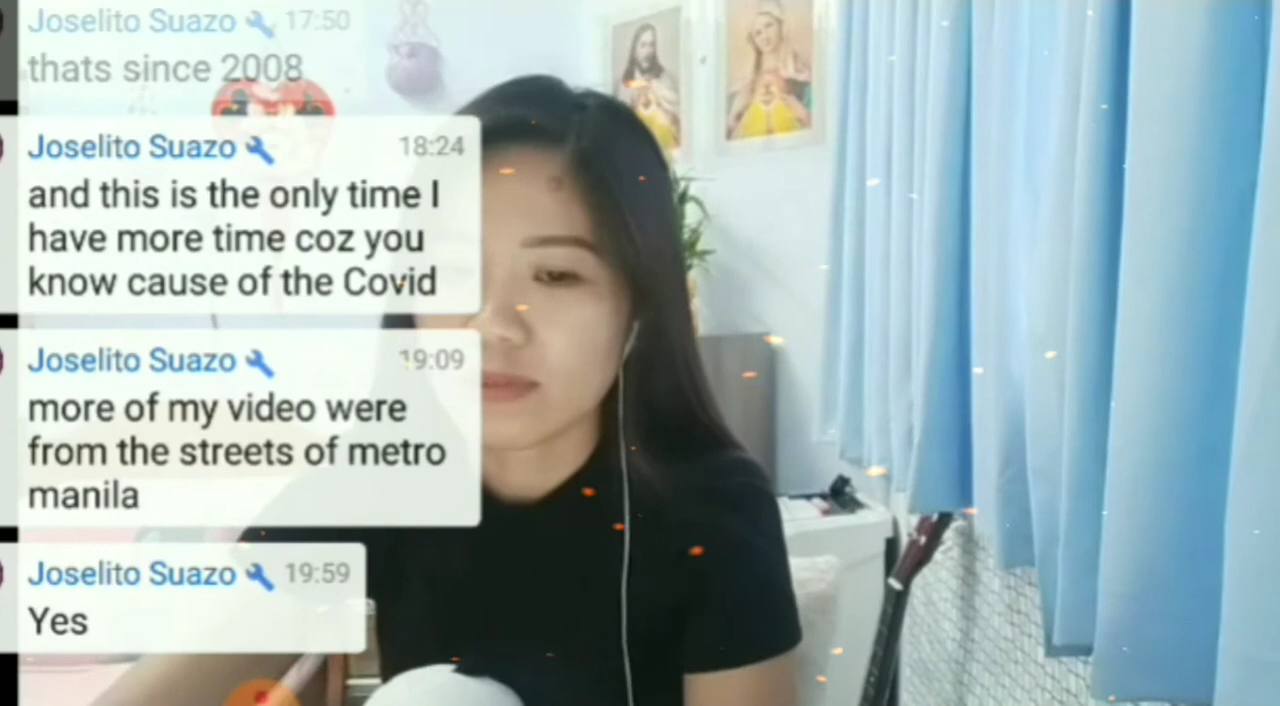 Joselito Suazo 17:50
thats since 2008
Joselito Suazo 18:24
and this is the only time I
have more time coz you
know cause of the Covid
Joselito Suazo 19:09
more of my video were
from the streets of metro
manila
Joselito Suazo 19:59
Yes